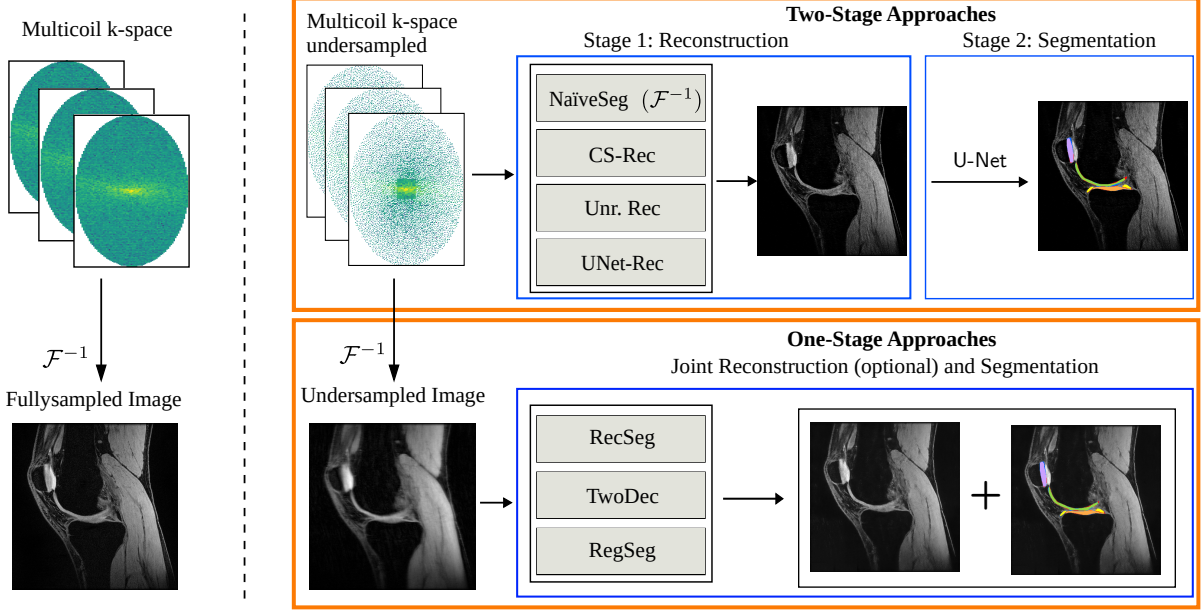 Multicoil k-space
F⁻¹
Fullysampled Image
Multicoil k-space
undersampled
Two-Stage Approaches
Stage 1: Reconstruction
Stage 2: Segmentation
NaïveSeg (F⁻¹)
CS-Rec
Unr. Rec
UNet-Rec
U-Net
F⁻¹
Undersampled Image
One-Stage Approaches
Joint Reconstruction (optional) and Segmentation
RecSeg
TwoDec
RegSeg
+